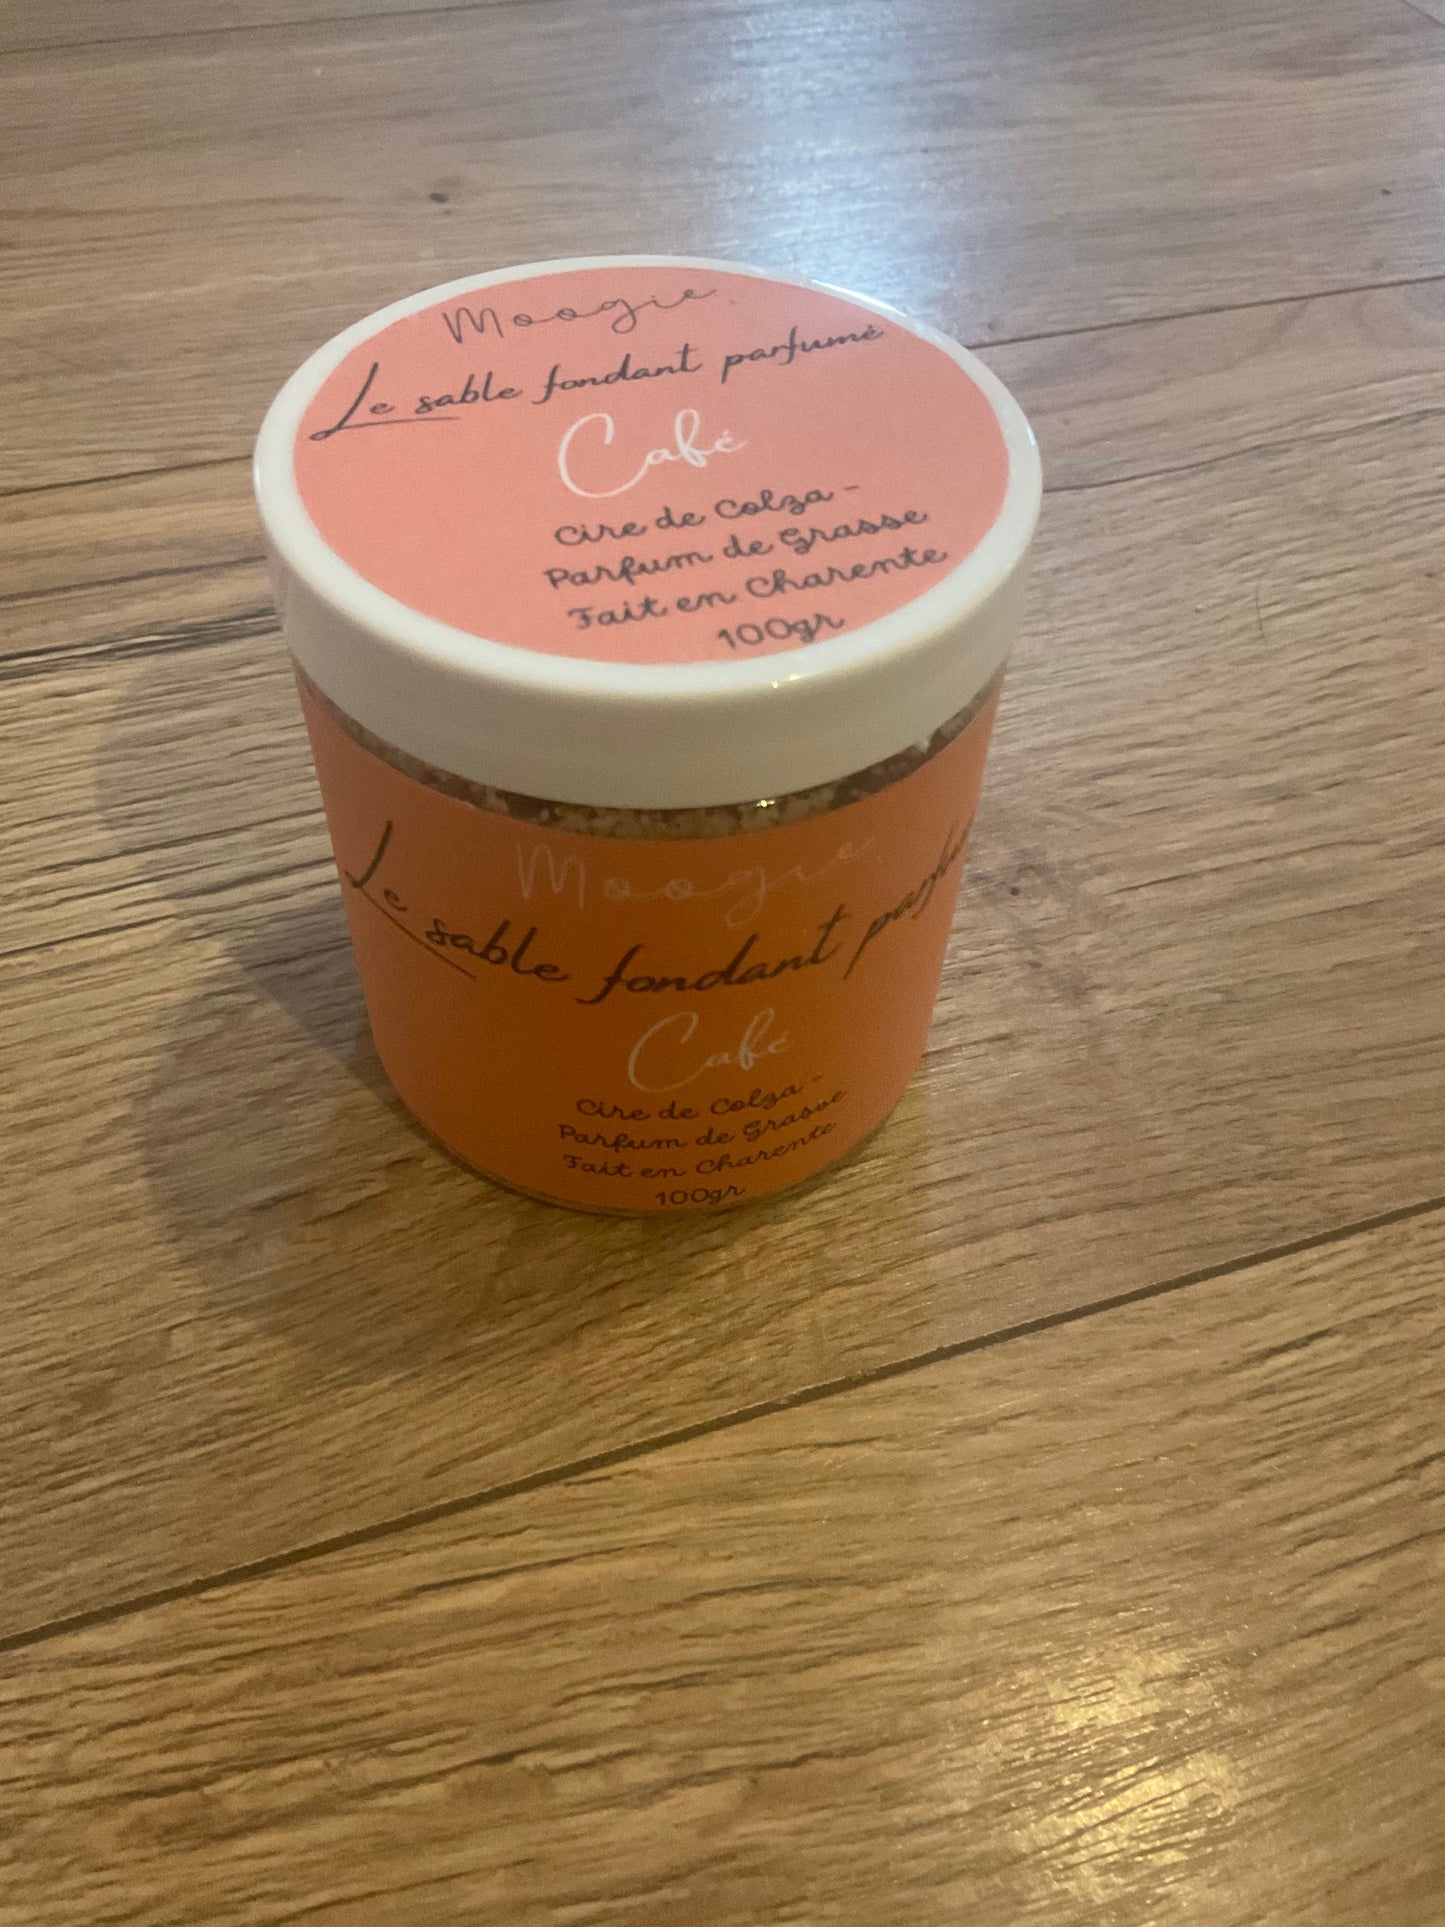 Moogie
Le sable fondant parfumé
Café
Cire de Colza -
Parfum de Grasse
Fait en Charente
100gr
Moogie
Le sable fondant
Café
Cire de Colza -
Parfum de Grasse
Fait en Charente
100gr